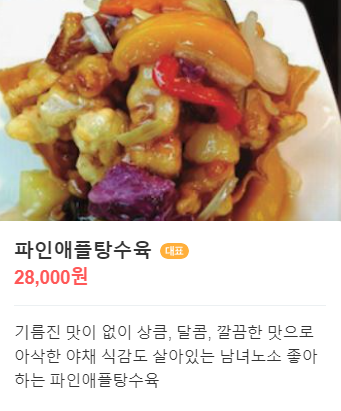 파인애플탕수육 대표
28,000원
기름진 맛이 없이 상큼, 달콤, 깔끔한 맛으로
아삭한 야채 식감도 살아있는 남녀노소 좋아
하는 파인애플탕수육